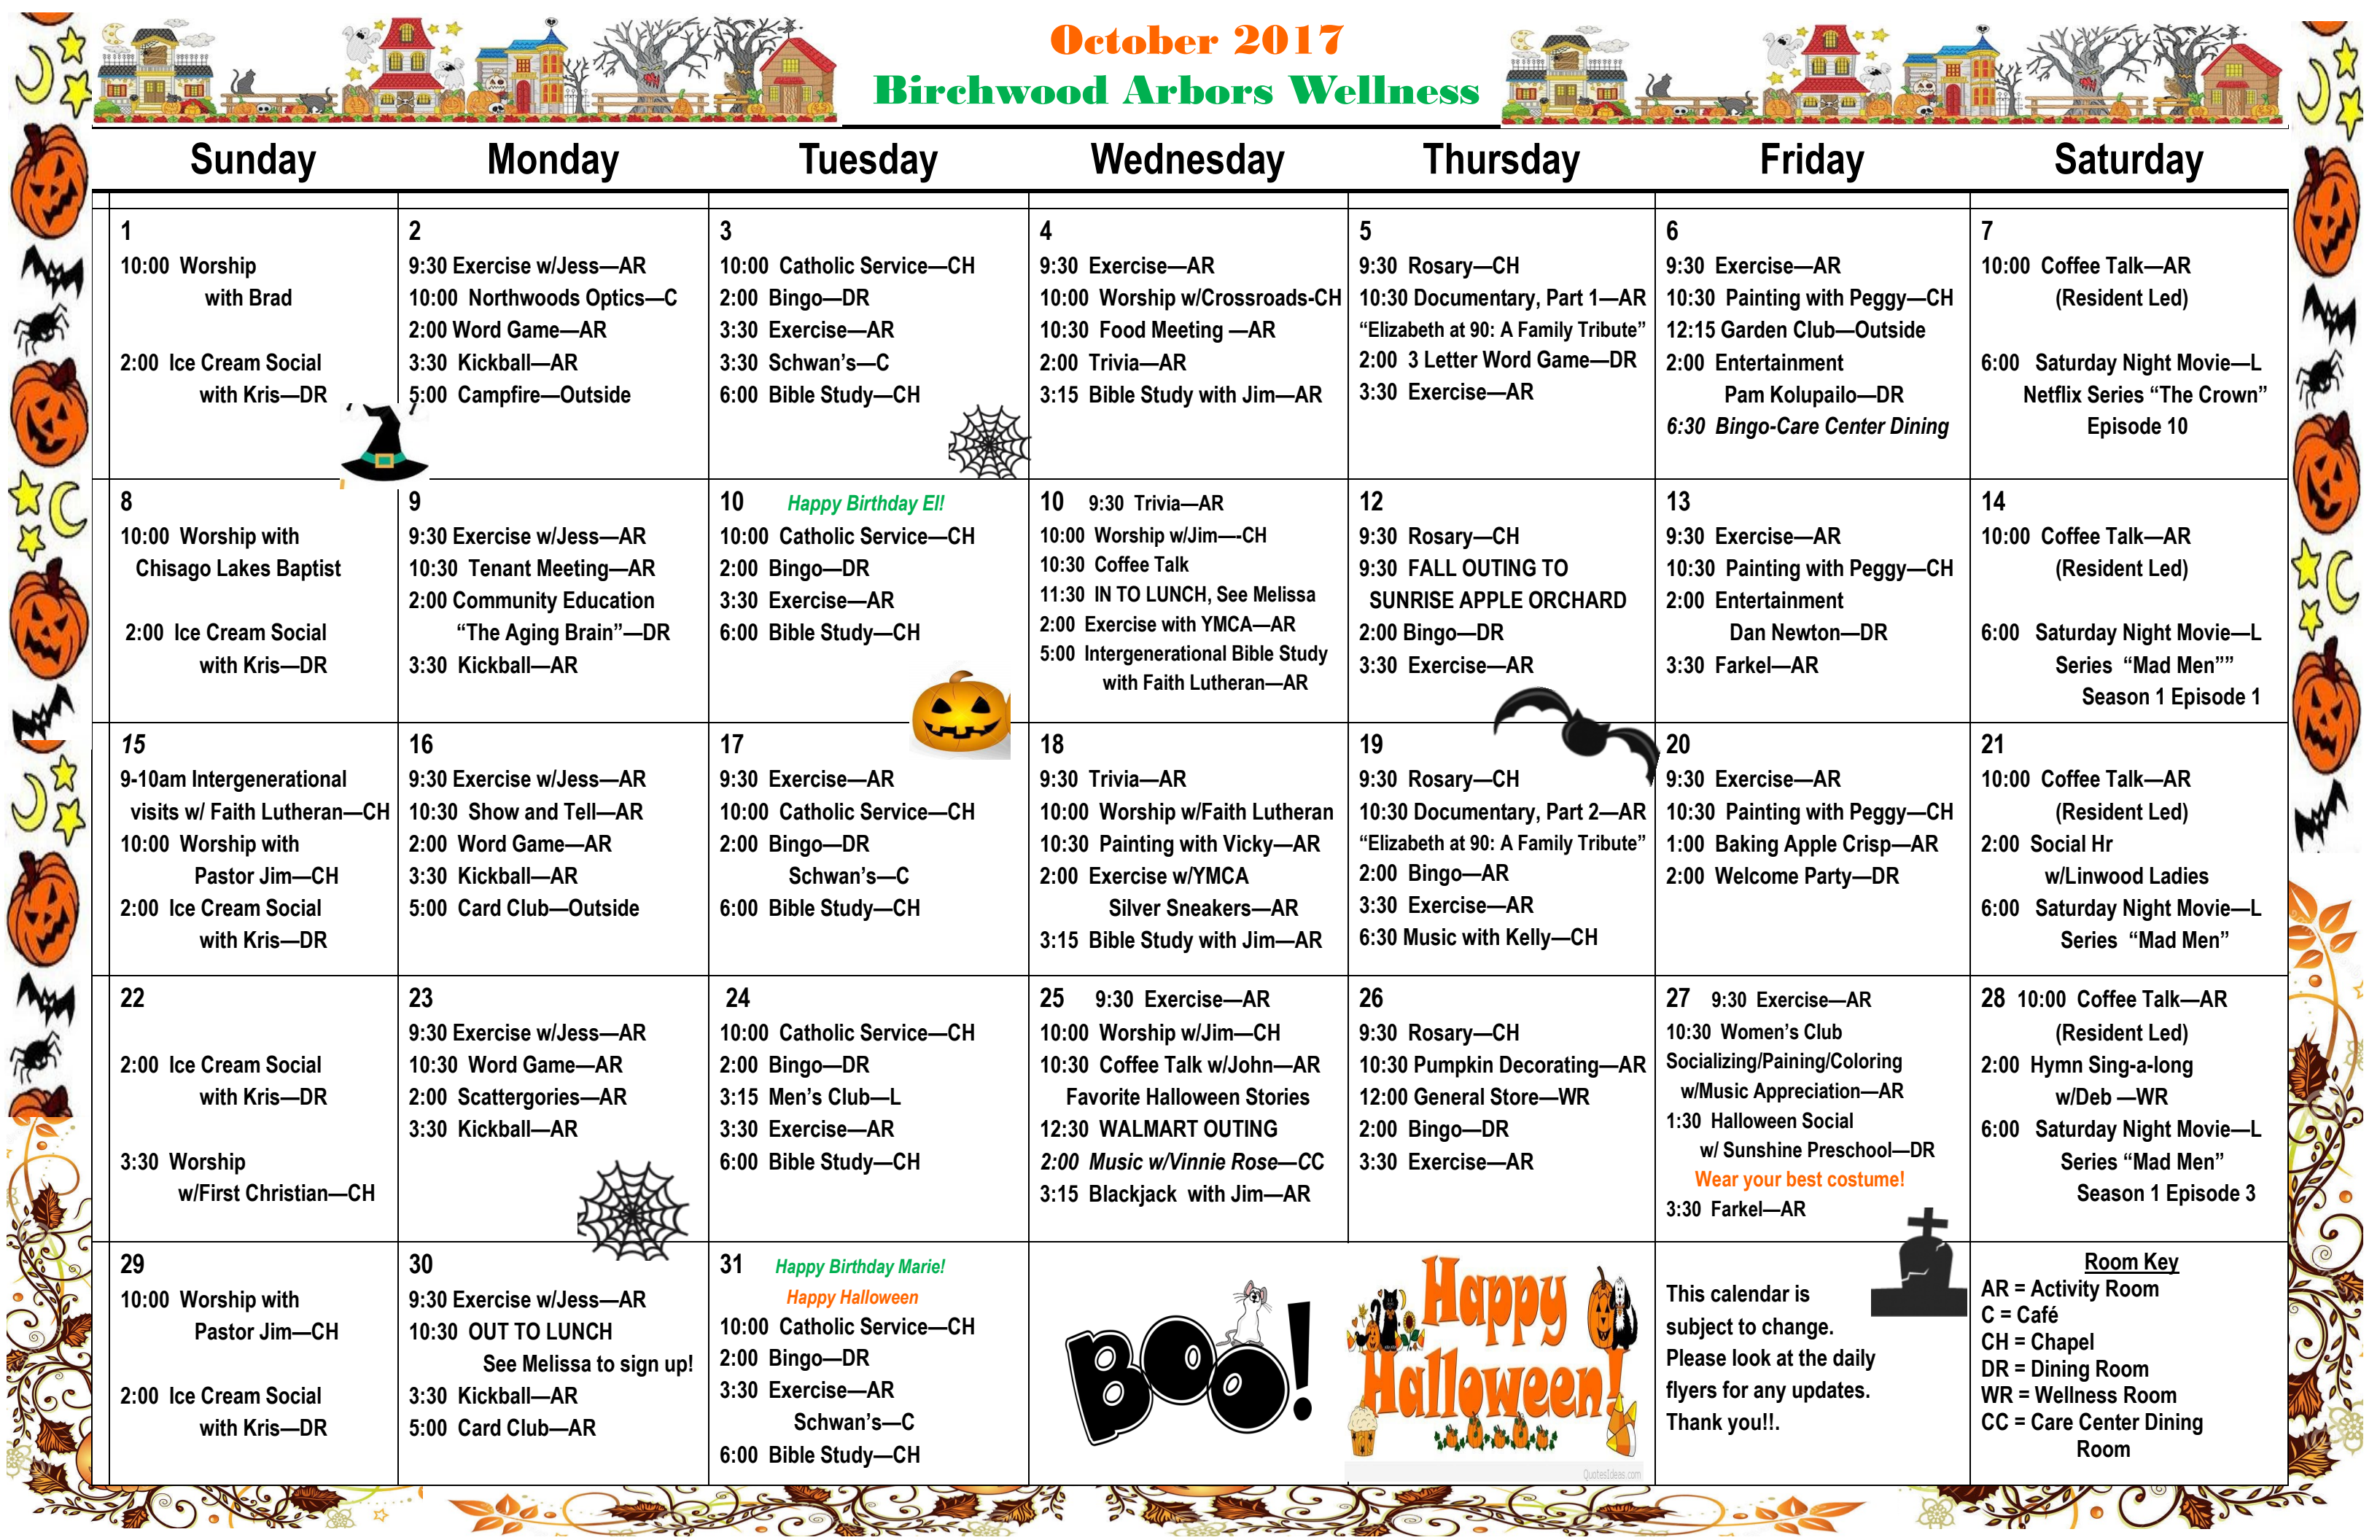 October 2017
Birchwood Arbors Wellness
Sunday
Monday
Tuesday
Wednesday
Thursday
Friday
Saturday
1
10:00 Worship
with Brad
2:00 Ice Cream Social
with Kris—DR
2
9:30 Exercise w/Jess—AR
10:00 Northwoods Optics—C
2:00 Word Game—AR
3:30 Kickball—AR
5:00 Campfire—Outside
3
10:00 Catholic Service—CH
2:00 Bingo—DR
3:30 Exercise—AR
3:30 Schwan's—C
6:00 Bible Study—CH
4
9:30 Exercise—AR
10:00 Worship w/Crossroads-CH
10:30 Food Meeting —AR
2:00 Trivia—AR
3:15 Bible Study with Jim—AR
5
9:30 Rosary—CH
10:30 Documentary, Part 1—AR
“Elizabeth at 90: A Family Tribute”
2:00 3 Letter Word Game—DR
3:30 Exercise—AR
6
9:30 Exercise—AR
10:30 Painting with Peggy—CH
12:15 Garden Club—Outside
2:00 Entertainment
Pam Kolupailo—DR
6:30 Bingo-Care Center Dining
7
10:00 Coffee Talk—AR
(Resident Led)
6:00 Saturday Night Movie—L
Netflix Series “The Crown”
Episode 10
8
10:00 Worship with
Chisago Lakes Baptist
2:00 Ice Cream Social
with Kris—DR
9
9:30 Exercise w/Jess—AR
10:30 Tenant Meeting—AR
2:00 Community Education
“The Aging Brain”—DR
3:30 Kickball—AR
10 Happy Birthday El!
10:00 Catholic Service—CH
2:00 Bingo—DR
3:30 Exercise—AR
6:00 Bible Study—CH
10 9:30 Trivia—AR
10:00 Worship w/Jim—-CH
10:30 Coffee Talk
11:30 IN TO LUNCH, See Melissa
2:00 Exercise with YMCA—AR
5:00 Intergenerational Bible Study
with Faith Lutheran—AR
12
9:30 Rosary—CH
9:30 FALL OUTING TO
SUNRISE APPLE ORCHARD
2:00 Bingo—DR
3:30 Exercise—AR
13
9:30 Exercise—AR
10:30 Painting with Peggy—CH
2:00 Entertainment
Dan Newton—DR
3:30 Farkel—AR
14
10:00 Coffee Talk—AR
(Resident Led)
6:00 Saturday Night Movie—L
Series “Mad Men””
Season 1 Episode 1
15
9-10am Intergenerational
visits w/ Faith Lutheran—CH
10:00 Worship with
Pastor Jim—CH
2:00 Ice Cream Social
with Kris—DR
16
9:30 Exercise w/Jess—AR
10:30 Show and Tell—AR
2:00 Word Game—AR
3:30 Kickball—AR
5:00 Card Club—Outside
17
9:30 Exercise—AR
10:00 Catholic Service—CH
2:00 Bingo—DR
Schwan's—C
6:00 Bible Study—CH
18
9:30 Trivia—AR
10:00 Worship w/Faith Lutheran
10:30 Painting with Vicky—AR
2:00 Exercise w/YMCA
Silver Sneakers—AR
3:15 Bible Study with Jim—AR
19
9:30 Rosary—CH
10:30 Documentary, Part 2—AR
“Elizabeth at 90: A Family Tribute”
2:00 Bingo—AR
3:30 Exercise—AR
6:30 Music with Kelly—CH
20
9:30 Exercise—AR
10:30 Painting with Peggy—CH
1:00 Baking Apple Crisp—AR
2:00 Welcome Party—DR
21
10:00 Coffee Talk—AR
(Resident Led)
2:00 Social Hr
w/Linwood Ladies
6:00 Saturday Night Movie—L
Series “Mad Men”
22
2:00 Ice Cream Social
with Kris—DR
3:30 Worship
w/First Christian—CH
23
9:30 Exercise w/Jess—AR
10:30 Word Game—AR
2:00 Scattergories—AR
3:30 Kickball—AR
24
10:00 Catholic Service—CH
2:00 Bingo—DR
3:15 Men's Club—L
3:30 Exercise—AR
6:00 Bible Study—CH
25 9:30 Exercise—AR
10:00 Worship w/Jim—CH
10:30 Coffee Talk w/John—AR
Favorite Halloween Stories
12:30 WALMART OUTING
2:00 Music w/Vinnie Rose—CC
3:15 Blackjack with Jim—AR
26
9:30 Rosary—CH
10:30 Pumpkin Decorating—AR
12:00 General Store—WR
2:00 Bingo—DR
3:30 Exercise—AR
27 9:30 Exercise—AR
10:30 Women's Club
Socializing/Paining/Coloring
w/Music Appreciation—AR
1:30 Halloween Social
w/ Sunshine Preschool—DR
Wear your best costume!
3:30 Farkel—AR
28 10:00 Coffee Talk—AR
(Resident Led)
2:00 Hymn Sing-a-long
w/Deb —WR
6:00 Saturday Night Movie—L
Series “Mad Men”
Season 1 Episode 3
29
10:00 Worship with
Pastor Jim—CH
2:00 Ice Cream Social
with Kris—DR
30
9:30 Exercise w/Jess—AR
10:30 OUT TO LUNCH
See Melissa to sign up!
3:30 Kickball—AR
5:00 Card Club—AR
31 Happy Birthday Marie!
Happy Halloween
10:00 Catholic Service—CH
2:00 Bingo—DR
3:30 Exercise—AR
Schwan's—C
6:00 Bible Study—CH
BOO!
Happy
Halloween!
QuotesIdeas.com
This calendar is
subject to change.
Please look at the daily
flyers for any updates.
Thank you!!.
Room Key
AR = Activity Room
C = Café
CH = Chapel
DR = Dining Room
WR = Wellness Room
CC = Care Center Dining
Room